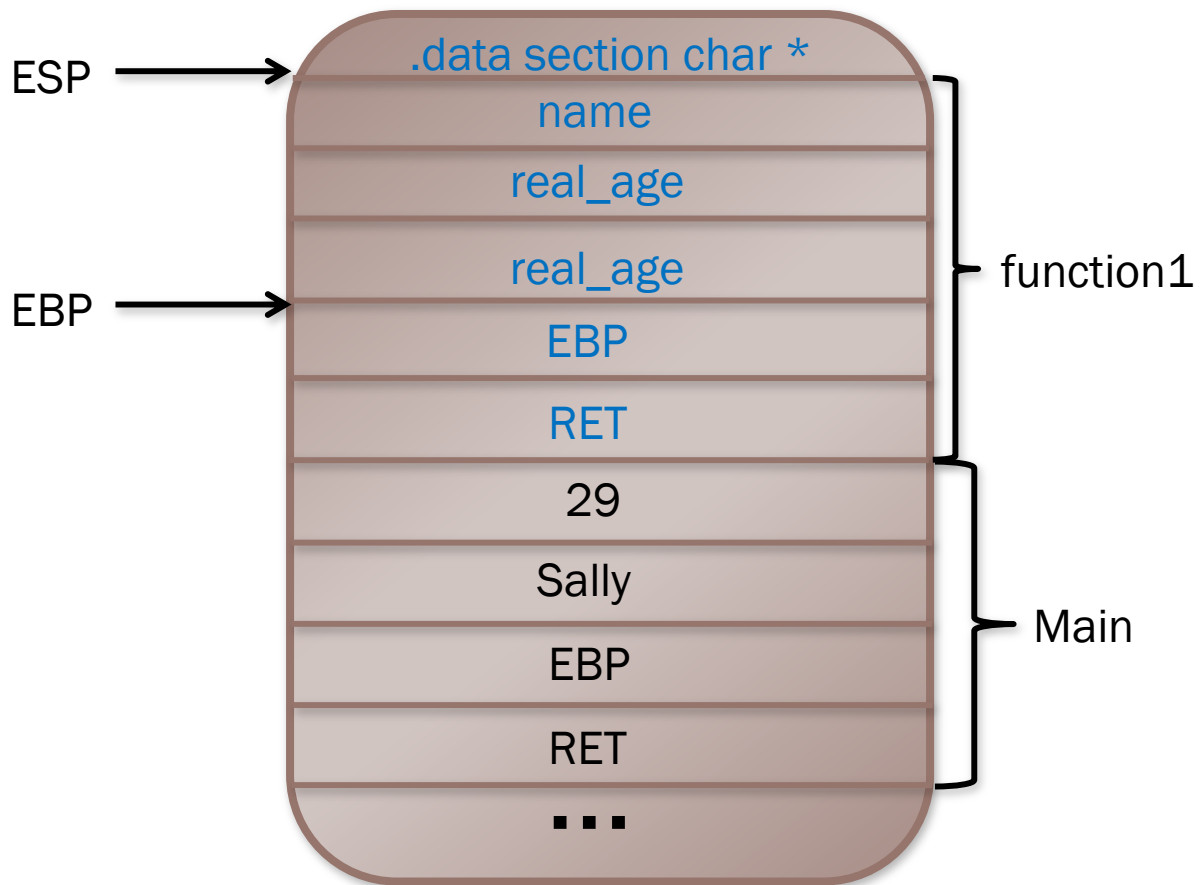 .data section char *
ESP
name
real_age
real_age
function1
EBP
EBP
RET
29
Sally
Main
EBP
RET
...